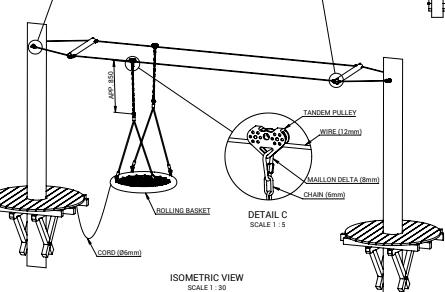 APP. 850
TANDEM PULLEY
WIRE (12mm)
MAILLON DELTA (8mm)
CHAIN (6mm)
ROLLING BASKET
DETAIL C
SCALE 1 : 5
CORD (Ø6mm)
ISOMETRIC VIEW
SCALE 1 : 30